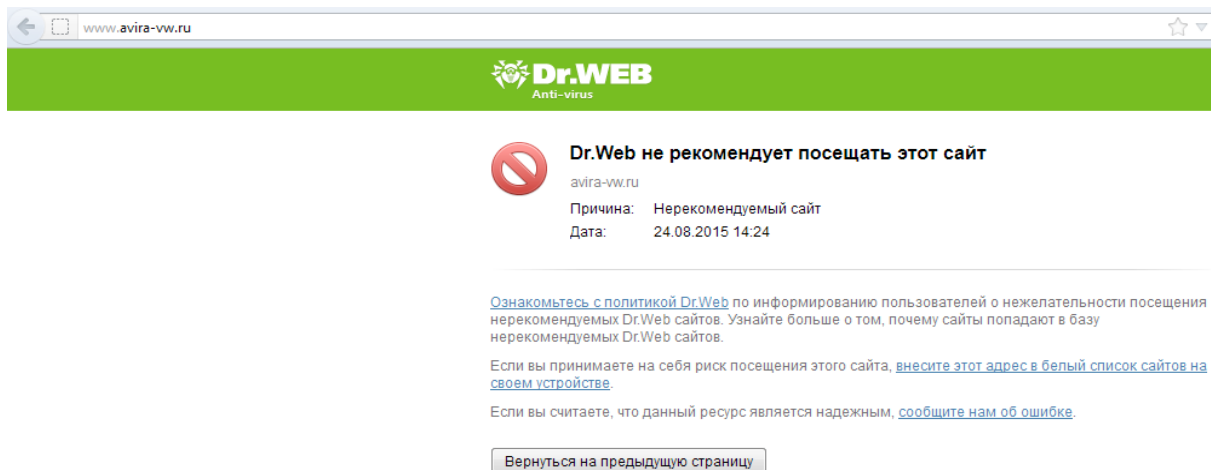 www.avira-vw.ru
Dr.WEB
Anti-virus
Dr.Web не рекомендует посещать этот сайт
avira-vw.ru
Причина: Нерекомендуемый сайт
Дата: 24.08.2015 14:24
Ознакомьтесь с политикой Dr.Web по информированию пользователей о нежелательности посещения
нерекомендуемых Dr.Web сайтов. Узнайте больше о том, почему сайты попадают в базу
нерекомендуемых Dr.Web сайтов.
Если вы принимаете на себя риск посещения этого сайта, внесите этот адрес в белый список сайтов на
своем устройстве.
Если вы считаете, что данный ресурс является надежным, сообщите нам об ошибке.
Вернуться на предыдущую страницу